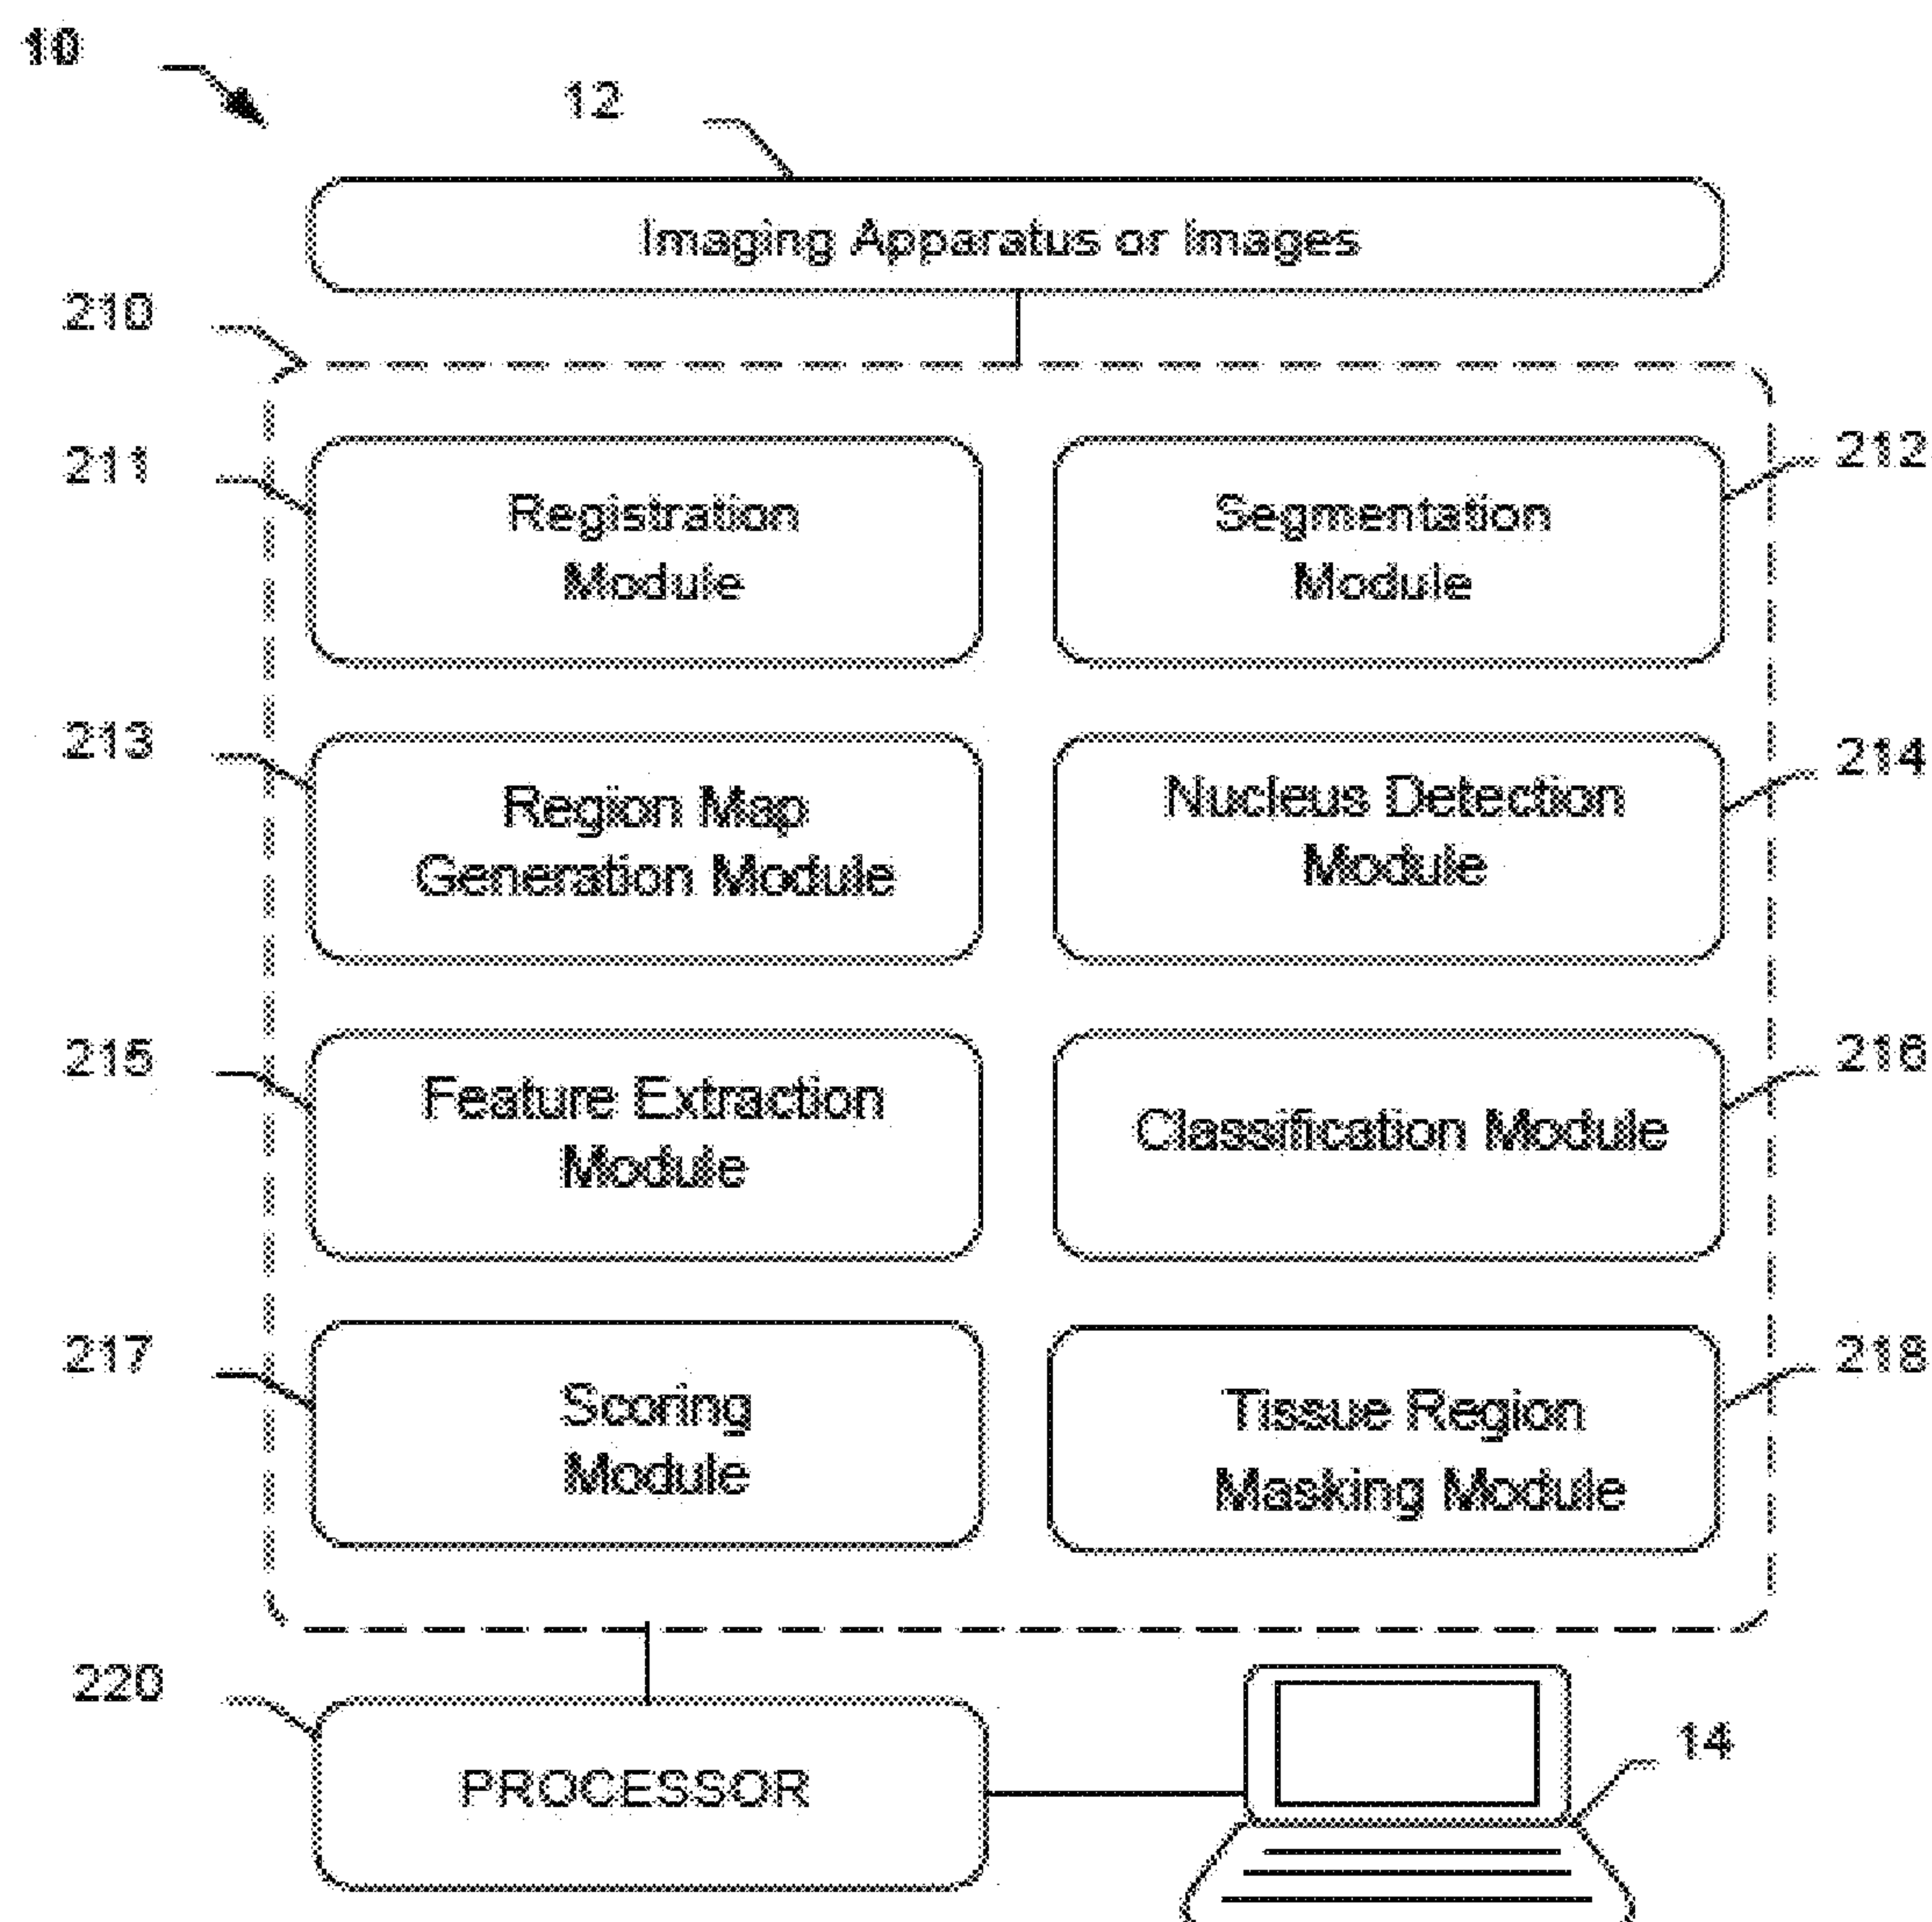 10
12
Imaging Apparatus or Images
210
211
Registration
Module
212
Segmentation
Module
213
Region Map
Generation Module
214
Nucleus Detection
Module
215
Feature Extraction
Module
216
Classification Module
217
Scoring
Module
218
Tissue Region
Masking Module
220
PROCESSOR
14